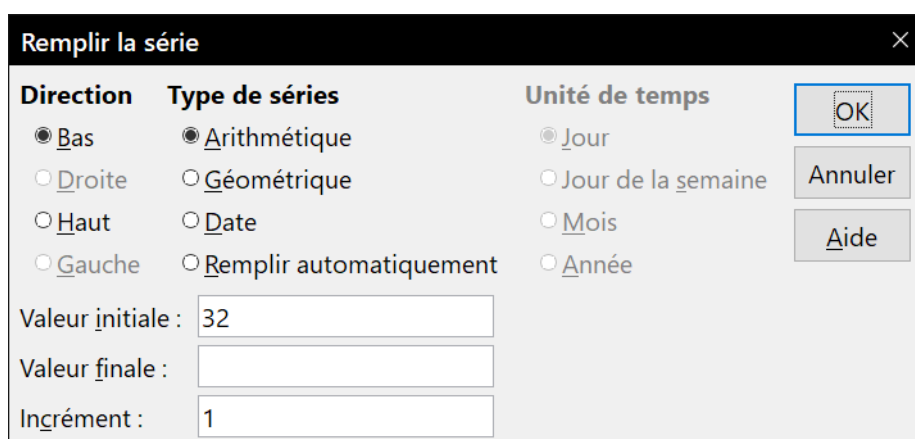 Remplir la série
Direction Type de séries Unité de temps
Bas Arithmétique Jour OK
Droite Géométrique Jour de la semaine Annuler
Haut Date Mois Aide
Gauche Remplir automatiquement Année
Valeur initiale : 32
Valeur finale :
Incrément : 1